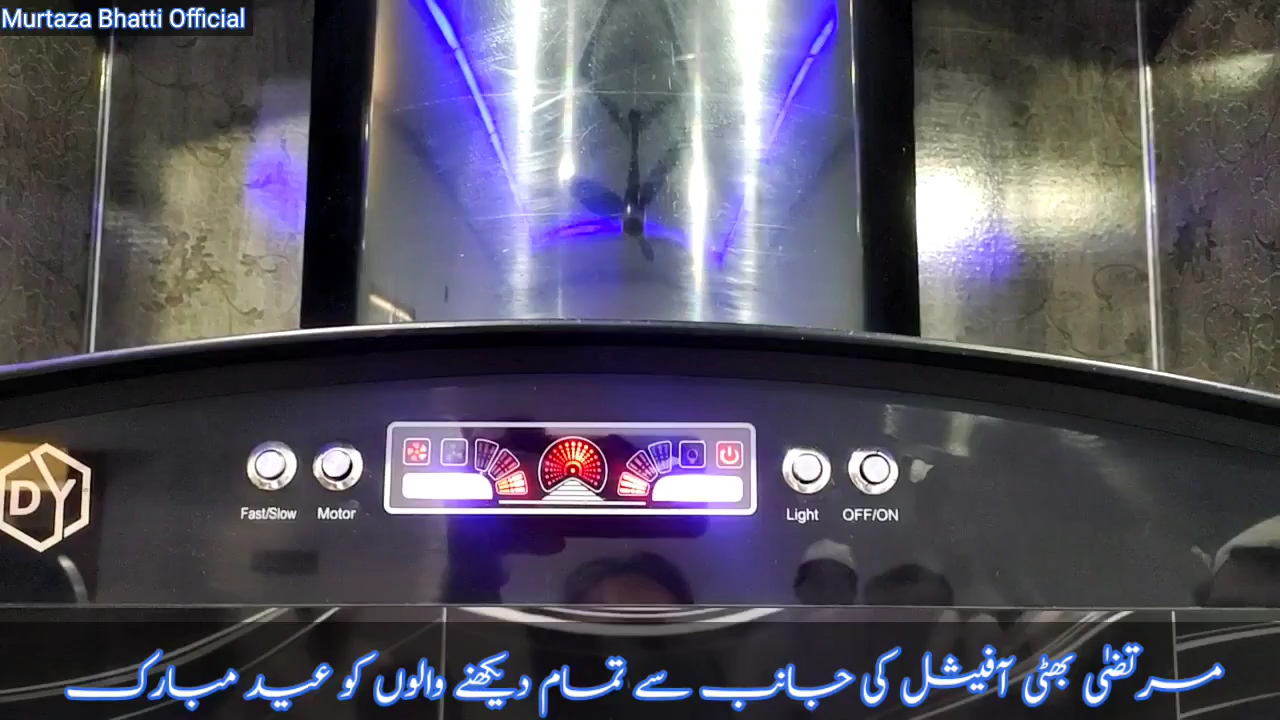 Murtaza Bhatti Official
DY
Fast/Slow
Motor
Light
OFF/ON
مرتضیٰ بھٹی آفیشل کی جانب سے تمام دیکھنے والوں کو عید مبارک